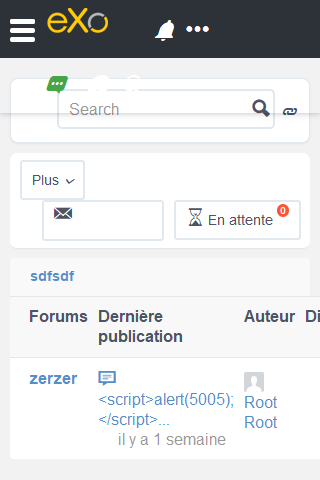 eXo
Search
Plus
En attente 0
sdfsdf
Forums Dernière publication Auteur Di
zerzer
<script>alert(5005);
</script>...
il y a 1 semaine
Root
Root